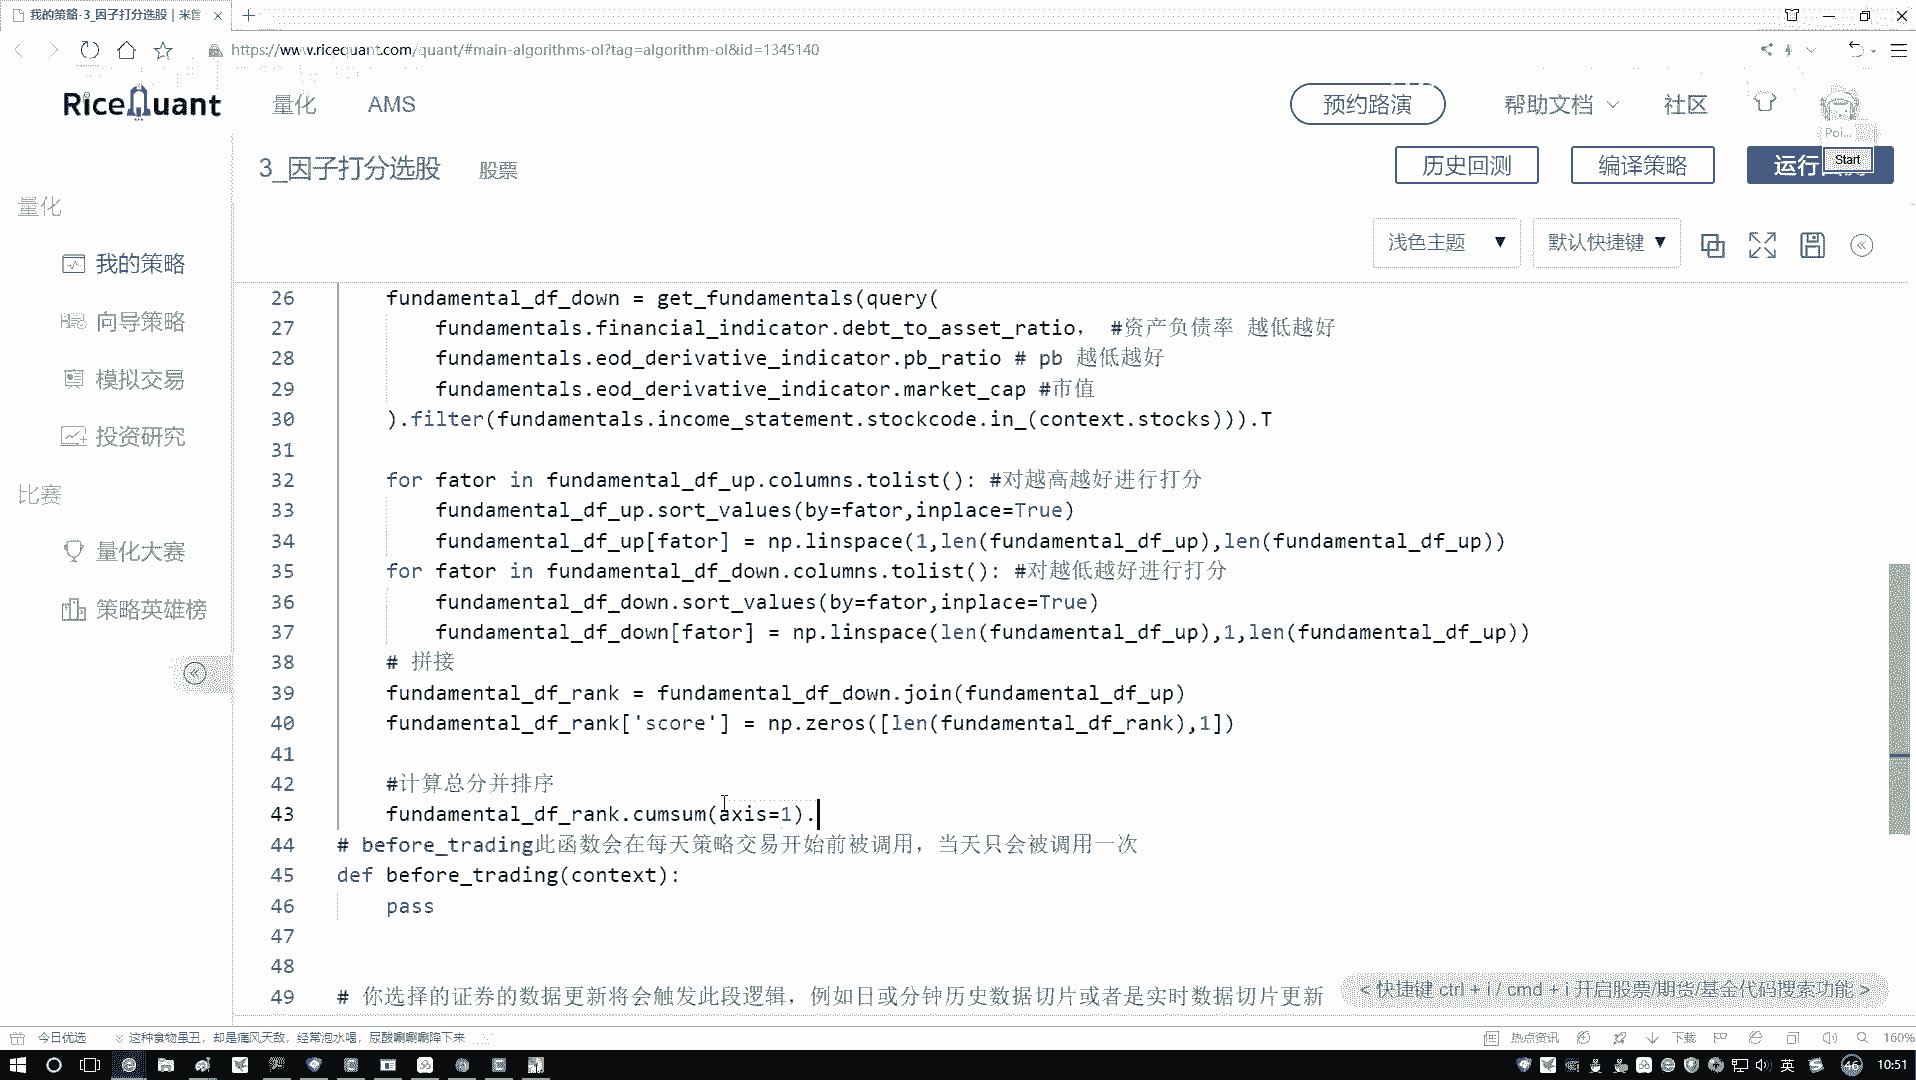 我的策略-3_因子打分选股 | 米筐
https://www.ricequant.com/quant/#main-algorithms-ol?tag=algorithm-ol&id=1345140
RiceQuant 量化 AMS 预约路演 帮助文档 社区
Poi...
Start
3_因子打分选股 股票 历史回测 编译策略 运行
浅色主题 默认快捷键
量化
我的策略
向导策略
模拟交易
投资研究
比赛
量化大赛
策略英雄榜
26 fundamental_df_down = get_fundamentals(query(
27 fundamentals.financial_indicator.debt_to_asset_ratio, #资产负债率 越低越好
28 fundamentals.eod_derivative_indicator.pb_ratio # pb 越低越好
29 fundamentals.eod_derivative_indicator.market_cap #市值
30 ).filter(fundamentals.income_statement.stockcode.in_(context.stocks))).T
31
32 for fator in fundamental_df_up.columns.tolist(): #对越高越好进行打分
33 fundamental_df_up.sort_values(by=fator,inplace=True)
34 fundamental_df_up[fator] = np.linspace(1,len(fundamental_df_up),len(fundamental_df_up))
35 for fator in fundamental_df_down.columns.tolist(): #对越低越好进行打分
36 fundamental_df_down.sort_values(by=fator,inplace=True)
37 fundamental_df_down[fator] = np.linspace(len(fundamental_df_up),1,len(fundamental_df_up))
38 # 拼接
39 fundamental_df_rank = fundamental_df_down.join(fundamental_df_up)
40 fundamental_df_rank['score'] = np.zeros([len(fundamental_df_rank),1])
41
42 #计算总分并排序
43 fundamental_df_rank.cumsum(axis=1).
44 # before_trading此函数会在每天策略交易开始前被调用，当天只会被调用一次
45 def before_trading(context):
46 pass
47
48
49 # 你选择的证券的数据更新将会触发此段逻辑，例如日或分钟历史数据切片或者是实时数据切片更新
< 快捷键 ctrl + i / cmd + i 开启股票/期货/基金代码搜索功能 >
今日优选 这种食物虽丑，却是痛风天敌，经常泡水喝，尿酸唰唰唰降下来 热点资讯 下载 160%
英 46 10:51